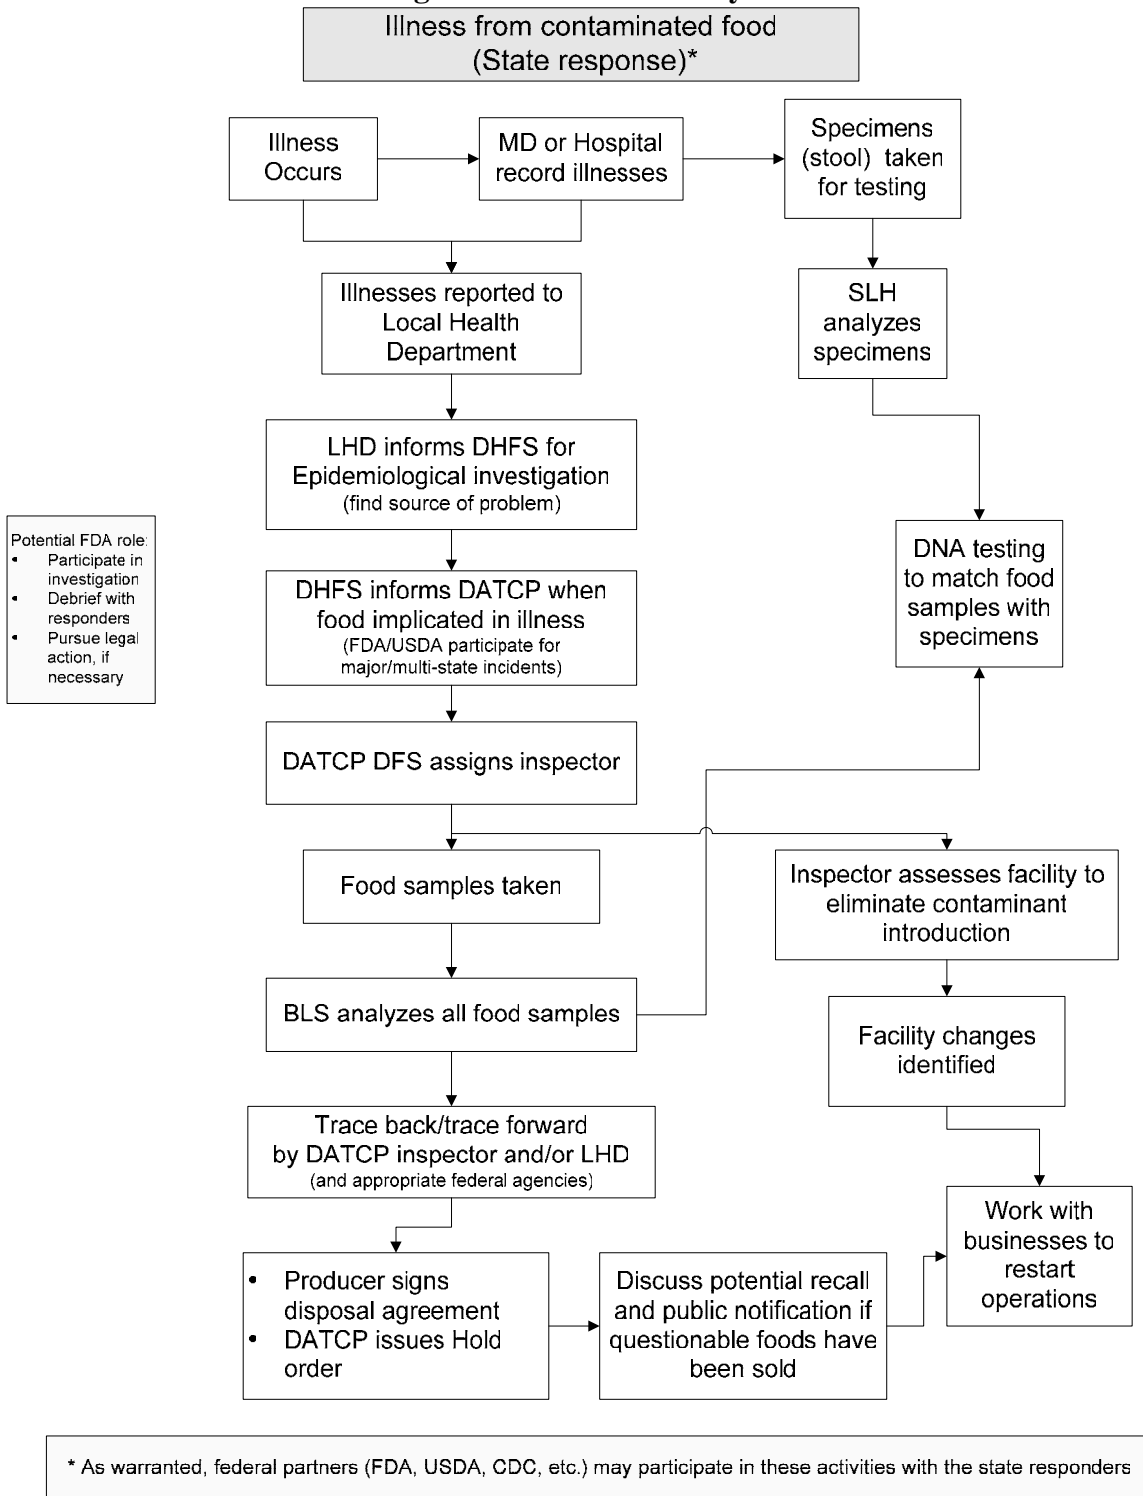 Illness from contaminated food
(State response)*
Illness
Occurs
MD or Hospital
record illnesses
Specimens
(stool) taken
for testing
Illnesses reported to
Local Health
Department
SLH
analyzes
specimens
LHD informs DHFS for
Epidemiological investigation
(find source of problem)
Potential FDA role:
• Participate in
investigation
• Debrief with
responders
• Pursue legal
action, if
necessary
DNA testing
to match food
samples with
specimens
DHFS informs DATCP when
food implicated in illness
(FDA/USDA participate for
major/multi-state incidents)
DATCP DFS assigns inspector
Food samples taken
Inspector assesses facility to
eliminate contaminant
introduction
BLS analyzes all food samples
Facility changes
identified
Trace back/trace forward
by DATCP inspector and/or LHD
(and appropriate federal agencies)
• Producer signs
disposal agreement
• DATCP issues Hold
order
Discuss potential recall
and public notification if
questionable foods have
been sold
Work with
businesses to
restart
operations
* As warranted, federal partners (FDA, USDA, CDC, etc.) may participate in these activities with the state responders